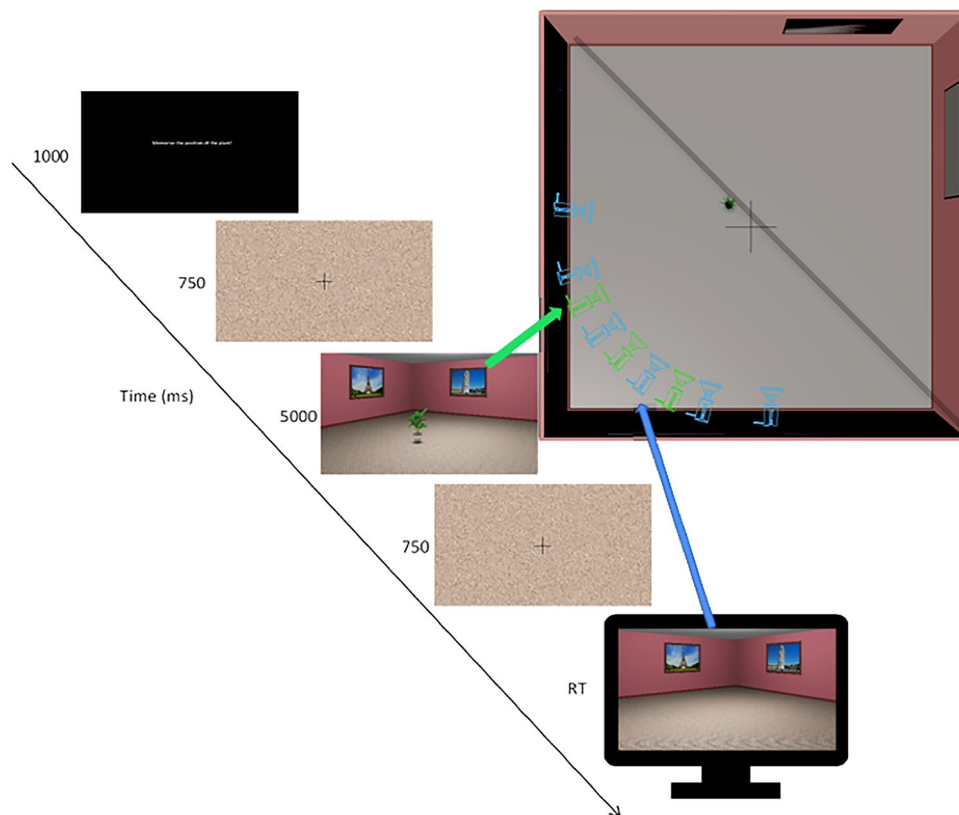 Memorise the position of the plant!
1000
750
Time (ms)
5000
750
RT